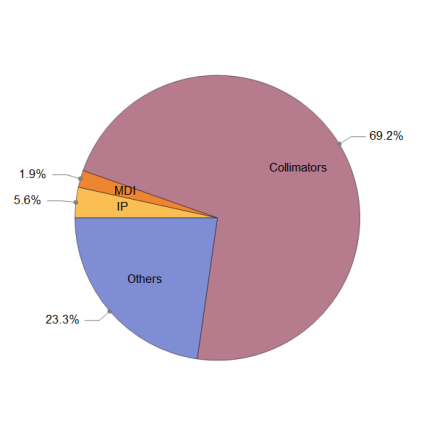 69.2%
Collimators
1.9%
MDI
5.6%
IP
Others
23.3%